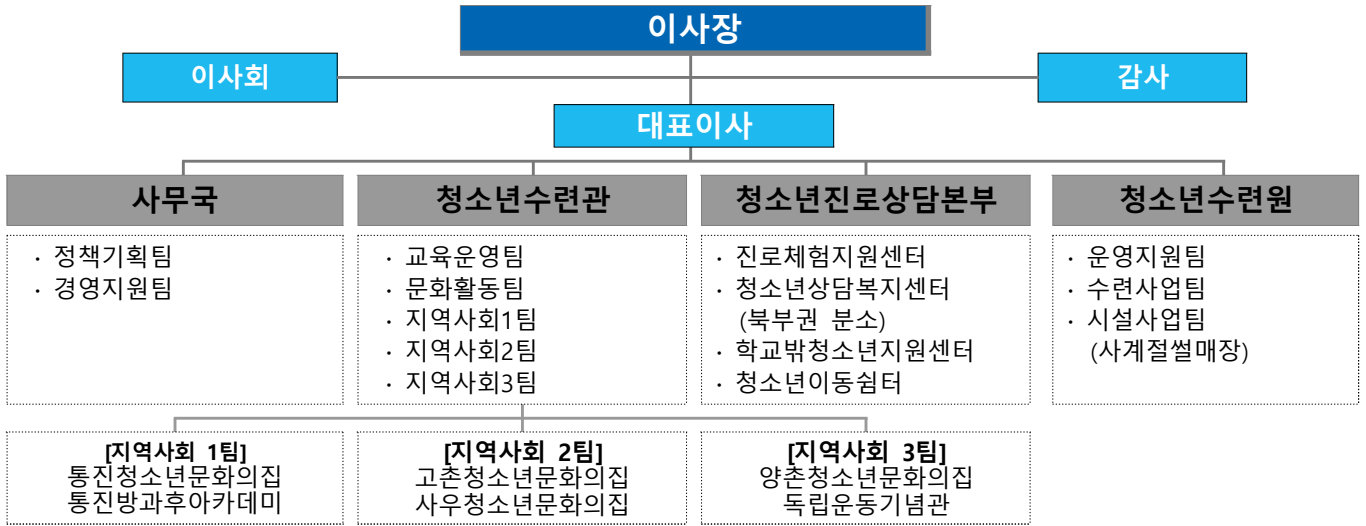 이사장
이사회
감사
대표이사
사무국
· 정책기획팀
· 경영지원팀
청소년수련관
· 교육운영팀
· 문화활동팀
· 지역사회1팀
· 지역사회2팀
· 지역사회3팀
청소년진로상담본부
· 진로체험지원센터
· 청소년상담복지센터
(북부권 분소)
· 학교밖청소년지원센터
· 청소년이동쉼터
청소년수련원
· 운영지원팀
· 수련사업팀
· 시설사업팀
(사계절썰매장)
[지역사회 1팀]
통진청소년문화의집
통진방과후아카데미
[지역사회 2팀]
고촌청소년문화의집
사우청소년문화의집
[지역사회 3팀]
양촌청소년문화의집
독립운동기념관